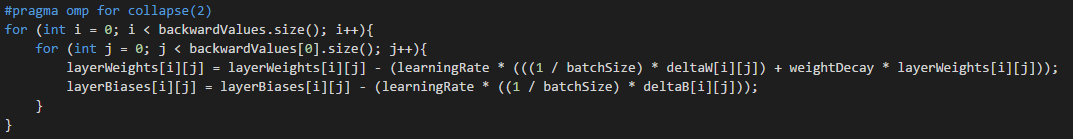 #pragma omp for collapse(2)
for (int i = 0; i < backwardValues.size(); i++){
    for (int j = 0; j < backwardValues[0].size(); j++){
        layerWeights[i][j] = layerWeights[i][j] - (learningRate * (((1 / batchSize) * deltaW[i][j]) + weightDecay * layerWeights[i][j]));
        layerBiases[i][j] = layerBiases[i][j] - (learningRate * ((1 / batchSize) * deltaB[i][j]));
    }
}